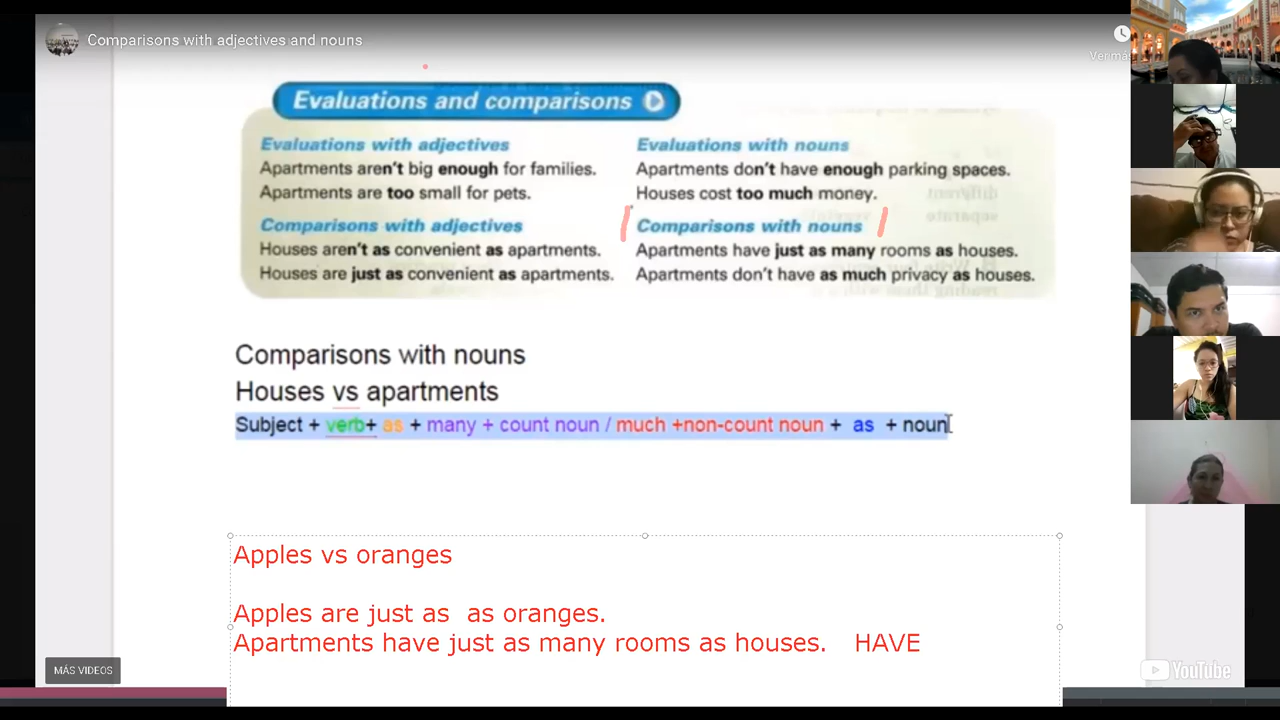 Comparisons with adjectives and nouns
Ver más
Evaluations and comparisons
Evaluations with adjectives
Apartments aren't big enough for families.
Apartments are too small for pets.
Comparisons with adjectives
Houses aren't as convenient as apartments.
Houses are just as convenient as apartments.
Evaluations with nouns
Apartments don't have enough parking spaces.
Houses cost too much money.
Comparisons with nouns
Apartments have just as many rooms as houses.
Apartments don't have as much privacy as houses.
Comparisons with nouns
Houses vs apartments
Subject + verb+ as + many + count noun / much +non-count noun + as + noun
Apples vs oranges
Apples are just as as oranges.
Apartments have just as many rooms as houses. HAVE
MÁS VIDEOS
YouTube